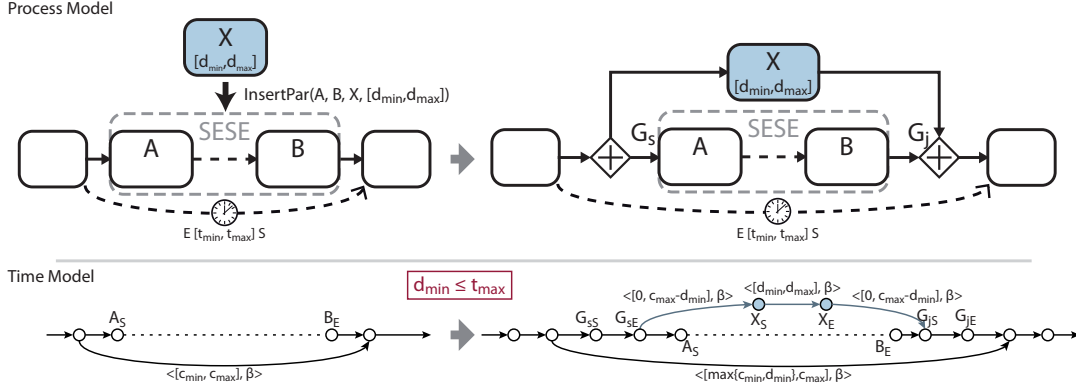 Process Model
X
[dmin,dmax]
InsertPar(A, B, X, [dmin,dmax])
SESE
A
B
E [tmin, tmax] S
X
[dmin,dmax]
Gs
SESE
Gj
A
B
E [tmin, tmax] S
Time Model
dmin ≤ tmax
AS
BE
<[cmin, cmax], β>
<[0, cmax-dmin], β>
<[dmin,dmax], β>
<[0, cmax-dmin], β>
GsS
GsE
XS
XE
GjS
GjE
AS
BE
<[max{cmin,dmin},cmax], β>